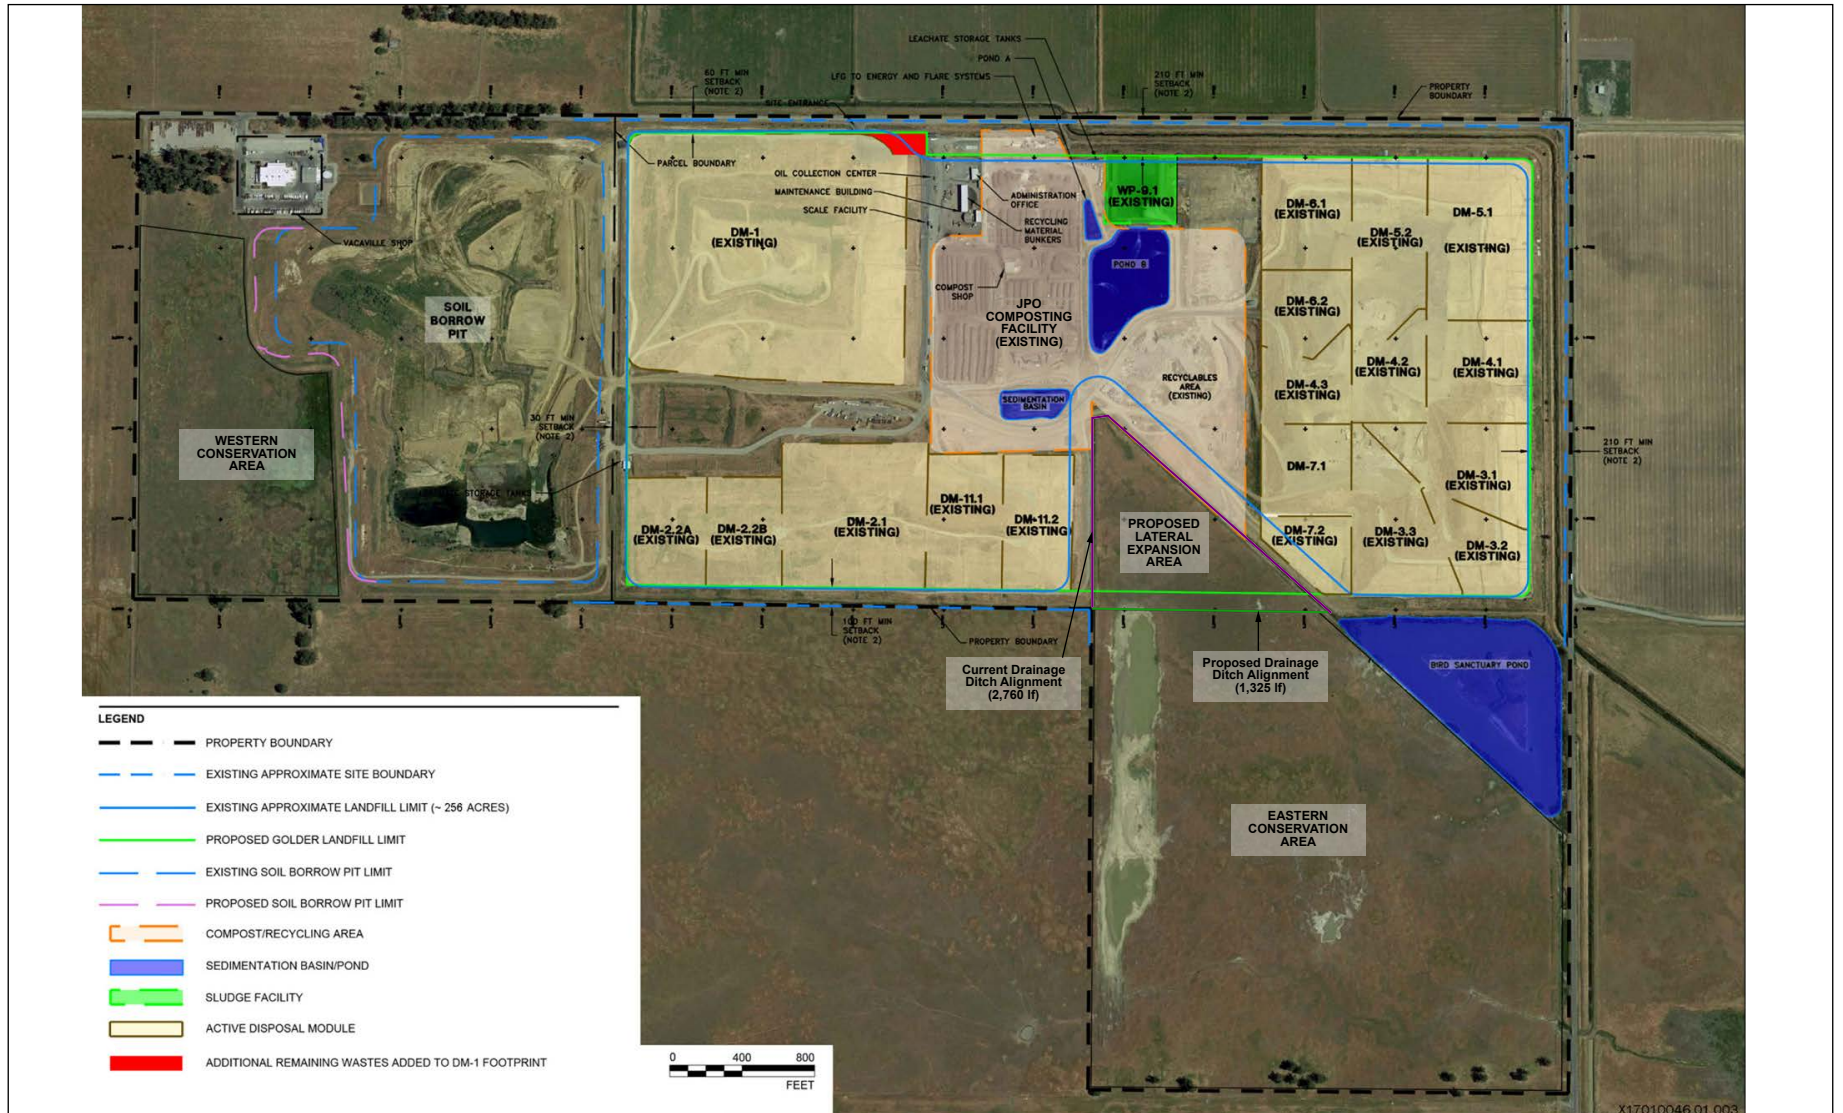 LEACHATE STORAGE TANKS
POND A
LFG TO ENERGY AND FLARE SYSTEMS
60 FT MIN
SETBACK
(NOTE 2)
210 FT MIN
SETBACK
(NOTE 2)
PROPERTY
BOUNDARY
SITE ENTRANCE
PARCEL BOUNDARY
OIL COLLECTION CENTER
MAINTENANCE BUILDING
SCALE FACILITY
ADMINISTRATION
OFFICE
RECYCLING
MATERIAL
BUNKERS
WP-9.1
(EXISTING)
DM-6.1
(EXISTING)
DM-5.1
(EXISTING)
DM-5.2
(EXISTING)
VACAVILLE SHOP
DM-1
(EXISTING)
POND B
COMPOST
SHOP
SOIL
BORROW
PIT
JPO
COMPOSTING
FACILITY
(EXISTING)
DM-6.2
(EXISTING)
DM-4.2
(EXISTING)
DM-4.1
(EXISTING)
DM-4.3
(EXISTING)
RECYCLABLES
AREA
(EXISTING)
SEDIMENTATION
BASIN
30 FT MIN
SETBACK
(NOTE 2)
WESTERN
CONSERVATION
AREA
210 FT MIN
SETBACK
(NOTE 2)
STORAGE TANKS
DM-7.1
DM-3.1
(EXISTING)
DM-11.1
(EXISTING)
DM-2.2A
(EXISTING)
DM-2.2B
(EXISTING)
DM-2.1
(EXISTING)
DM-11.2
(EXISTING)
PROPOSED
LATERAL
EXPANSION
AREA
DM-7.2
(EXISTING)
DM-3.3
(EXISTING)
DM-3.2
(EXISTING)
100 FT MIN
SETBACK
(NOTE 2)
PROPERTY BOUNDARY
Current Drainage
Ditch Alignment
(2,760 lf)
Proposed Drainage
Ditch Alignment
(1,325 lf)
BIRD SANCTUARY POND
EASTERN
CONSERVATION
AREA
LEGEND
PROPERTY BOUNDARY
EXISTING APPROXIMATE SITE BOUNDARY
EXISTING APPROXIMATE LANDFILL LIMIT (~ 256 ACRES)
PROPOSED GOLDER LANDFILL LIMIT
EXISTING SOIL BORROW PIT LIMIT
PROPOSED SOIL BORROW PIT LIMIT
COMPOST/RECYCLING AREA
SEDIMENTATION BASIN/POND
SLUDGE FACILITY
ACTIVE DISPOSAL MODULE
ADDITIONAL REMAINING WASTES ADDED TO DM-1 FOOTPRINT
0 400 800
FEET
X17010046 01 003